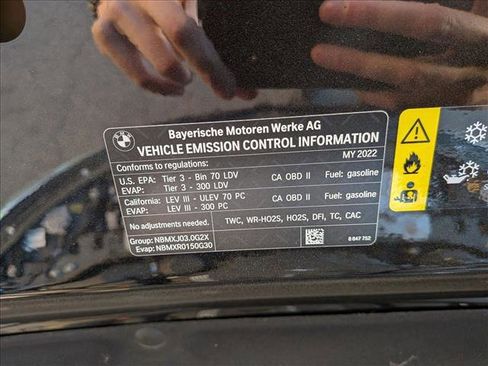 BMW
Bayerische Motoren Werke AG
VEHICLE EMISSION CONTROL INFORMATION
Conforms to regulations: MY 2022
U.S. EPA: Tier 3 - Bin 70 LDV CA OBD II Fuel: gasoline
EVAP: Tier 3 - 300 LDV
California: LEV III - ULEV 70 PC CA OBD II Fuel: gasoline
EVAP: LEV III - 300 PC
No adjustments needed. TWC, WR-HO2S, HO2S, DFI, TC, CAC
Group: NBMXJ03.0G2X
Evap: NBMXR0150G30 8 847 752